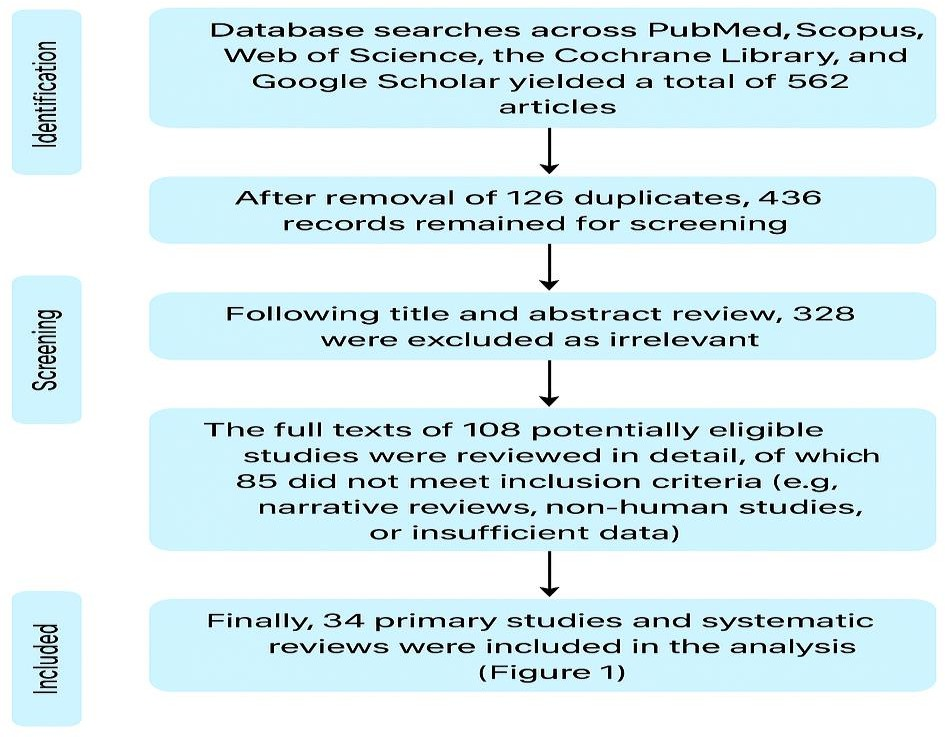 Identification
Database searches across PubMed, Scopus,
Web of Science, the Cochrane Library, and
Google Scholar yielded a total of 562
articles
After removal of 126 duplicates, 436
records remained for screening
Screening
Following title and abstract review, 328
were excluded as irrelevant
The full texts of 108 potentially eligible
studies were reviewed in detail, of which
85 did not meet inclusion criteria (e.g,
narrative reviews, non-human studies,
or insufficient data)
Included
Finally, 34 primary studies and systematic
reviews were included in the analysis
(Figure 1)